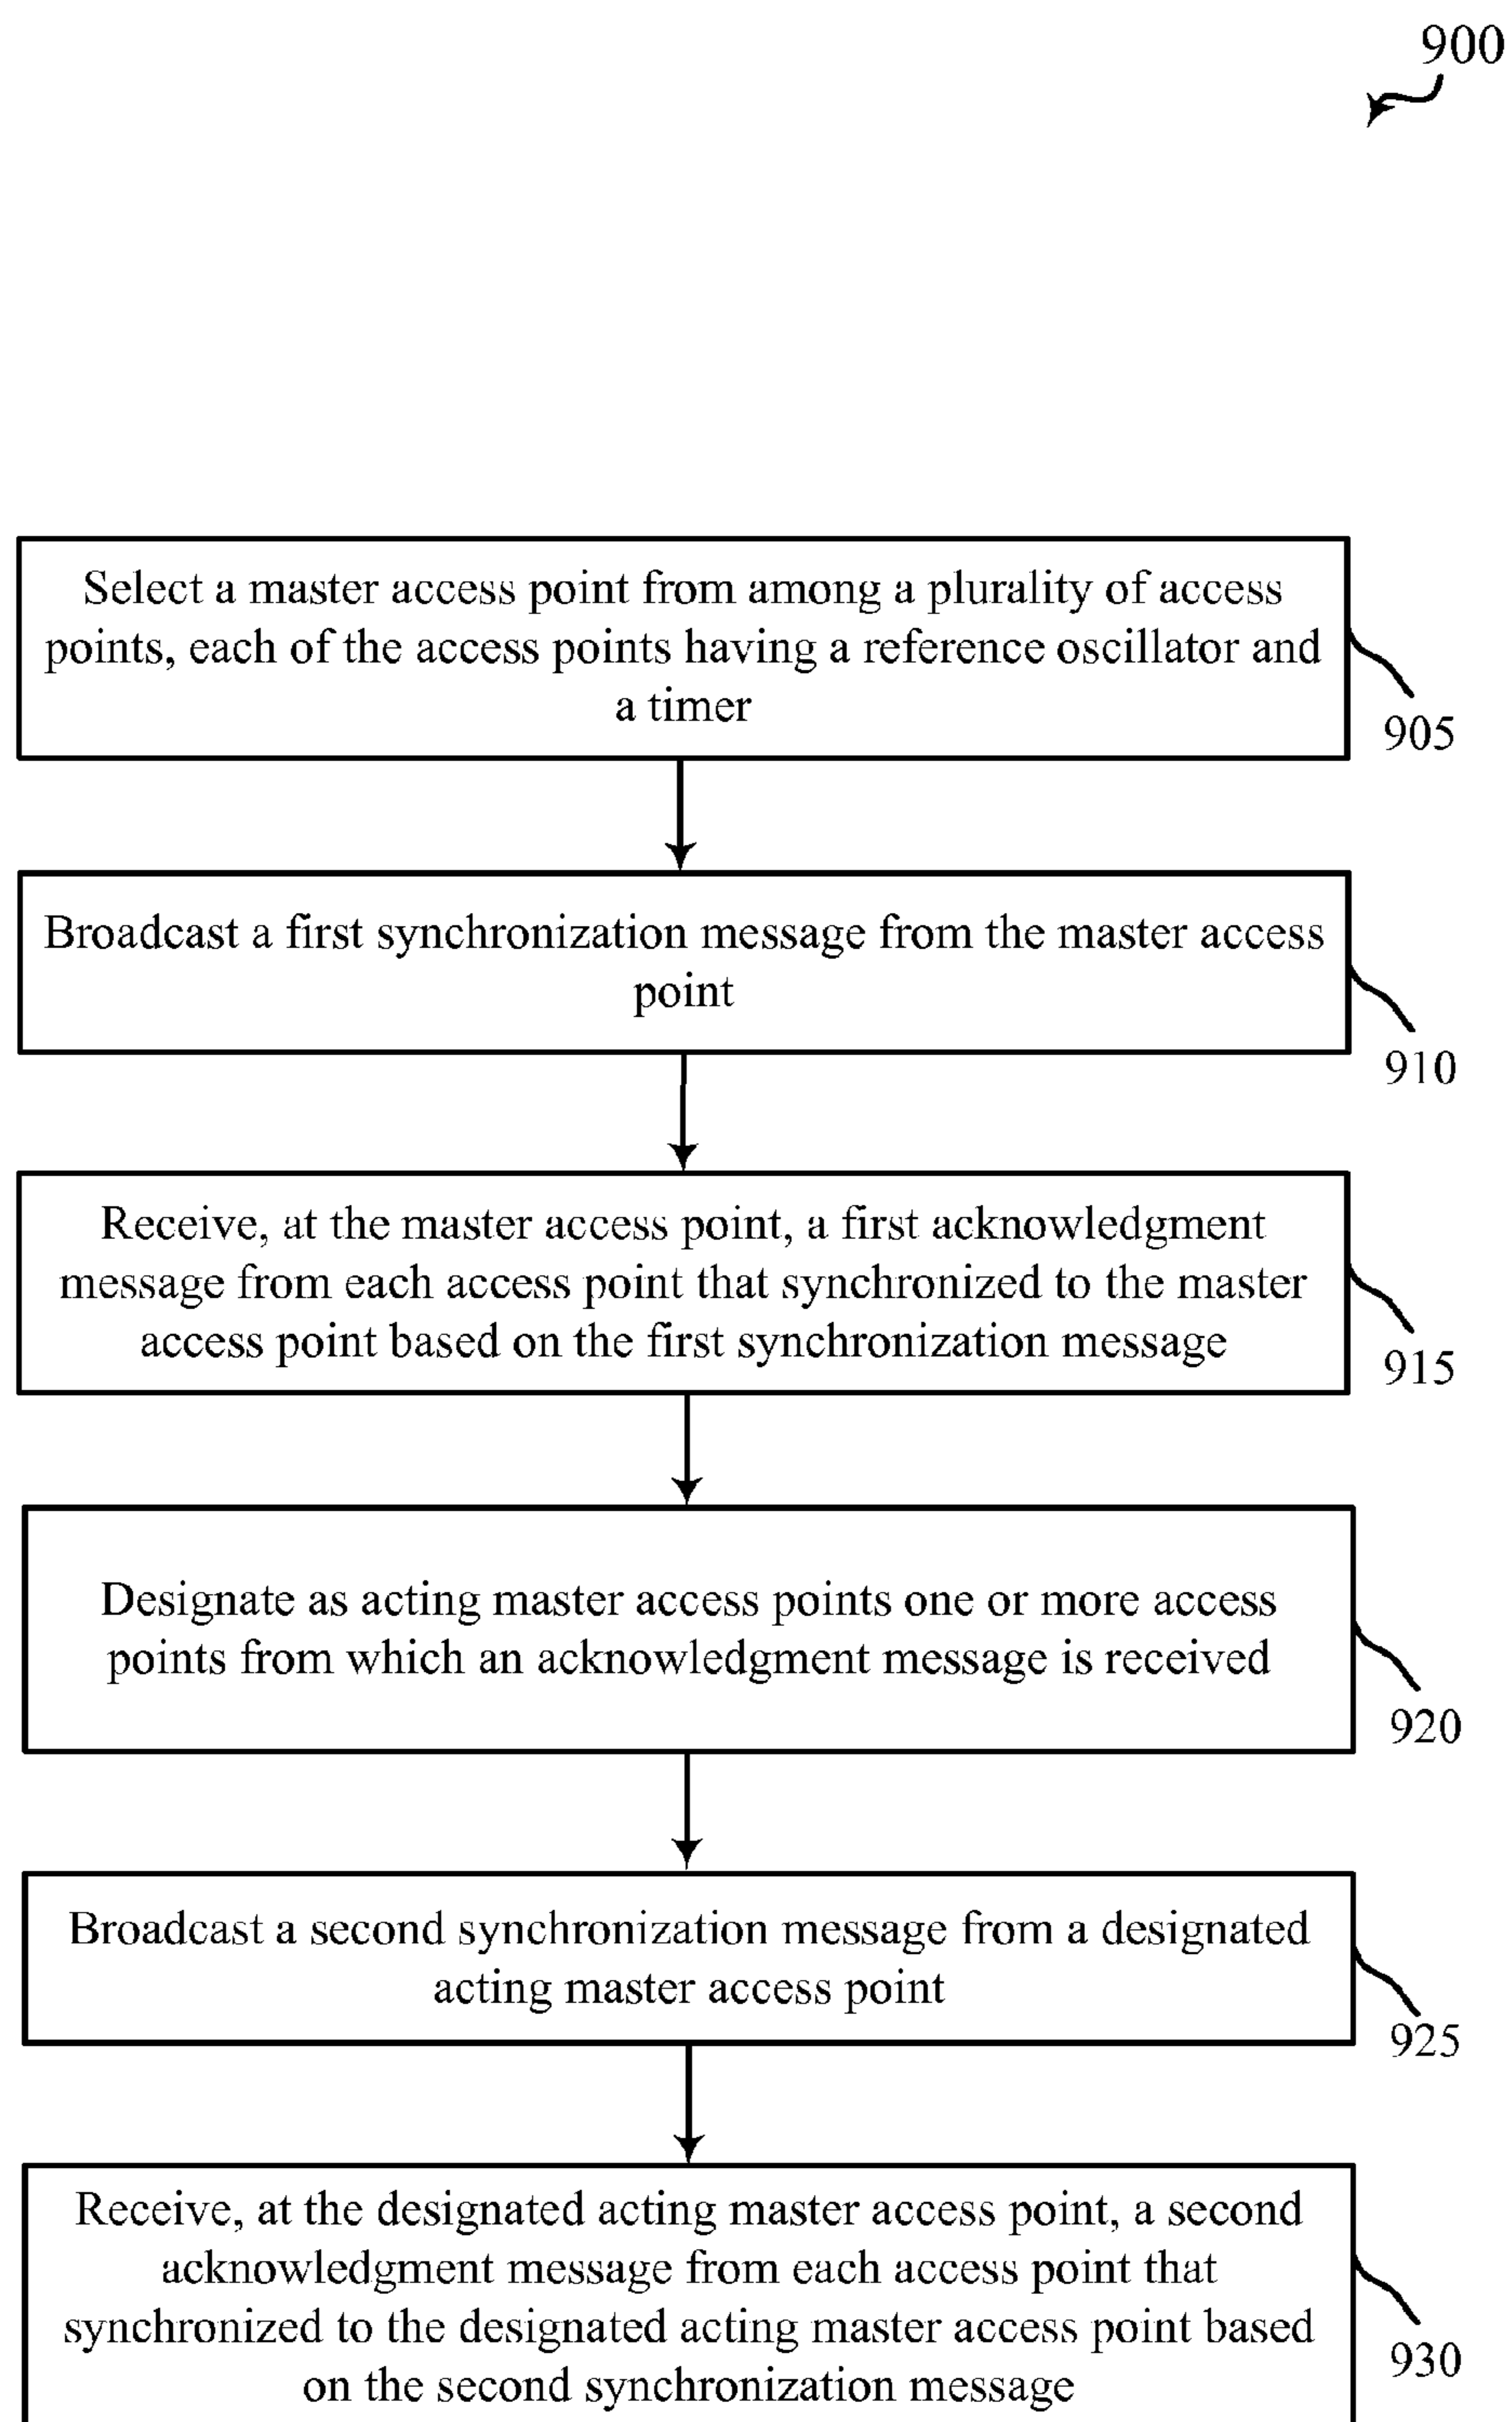 900
Select a master access point from among a plurality of access
points, each of the access points having a reference oscillator and
a timer
905
Broadcast a first synchronization message from the master access
point
910
Receive, at the master access point, a first acknowledgment
message from each access point that synchronized to the master
access point based on the first synchronization message
915
Designate as acting master access points one or more access
points from which an acknowledgment message is received
920
Broadcast a second synchronization message from a designated
acting master access point
925
Receive, at the designated acting master access point, a second
acknowledgment message from each access point that
synchronized to the designated acting master access point based
on the second synchronization message
930